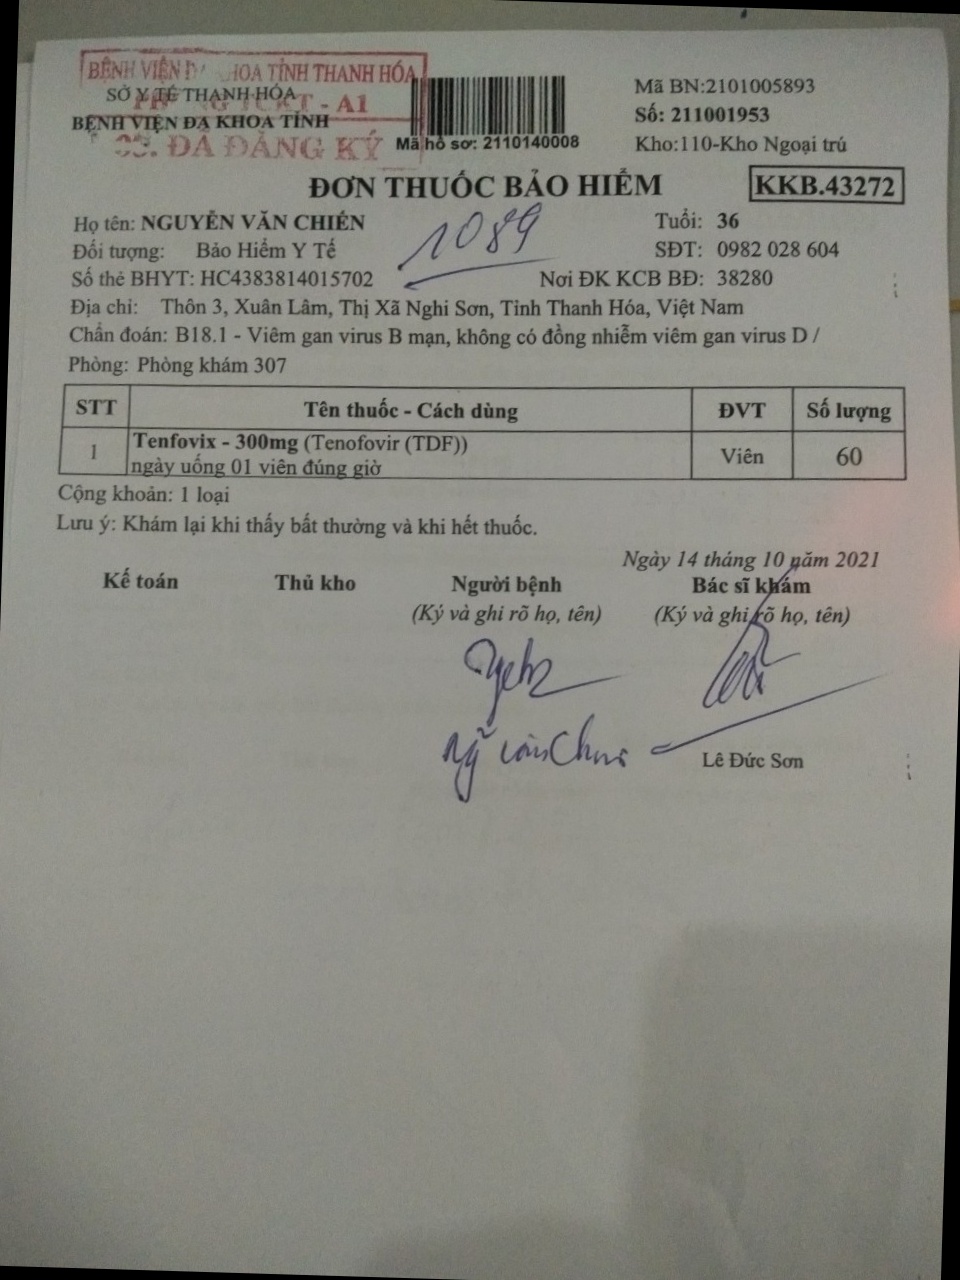 BỆNH VIỆN ĐA KHOA TỈNH THANH HÓA
SỞ Y TẾ THANH HÓA
- A1
BỆNH VIỆN ĐA KHOA TỈNH
ĐÃ ĐĂNG KÝ
Mã hồ sơ: 2110140008
Mã BN:2101005893
Số: 211001953
Kho:110-Kho Ngoại trú
ĐƠN THUỐC BẢO HIỂM
KKB.43272
1089
Họ tên: NGUYỄN VĂN CHIẾN Tuổi: 36
Đối tượng: Bảo Hiểm Y Tế SĐT: 0982 028 604
Số thẻ BHYT: HC4383814015702 Nơi ĐK KCB BĐ: 38280
Địa chỉ: Thôn 3, Xuân Lâm, Thị Xã Nghi Sơn, Tỉnh Thanh Hóa, Việt Nam
Chẩn đoán: B18.1 - Viêm gan virus B mạn, không có đồng nhiễm viêm gan virus D /
Phòng: Phòng khám 307
STT Tên thuốc - Cách dùng ĐVT Số lượng
1 Tenfovix - 300mg (Tenofovir (TDF)) Viên 60
ngày uống 01 viên đúng giờ
Cộng khoản: 1 loại
Lưu ý: Khám lại khi thấy bất thường và khi hết thuốc.
Ngày 14 tháng 10 năm 2021
Kế toán Thủ kho Người bệnh Bác sĩ khám
(Ký và ghi rõ họ, tên) (Ký và ghi rõ họ, tên)
Lê Đức Sơn